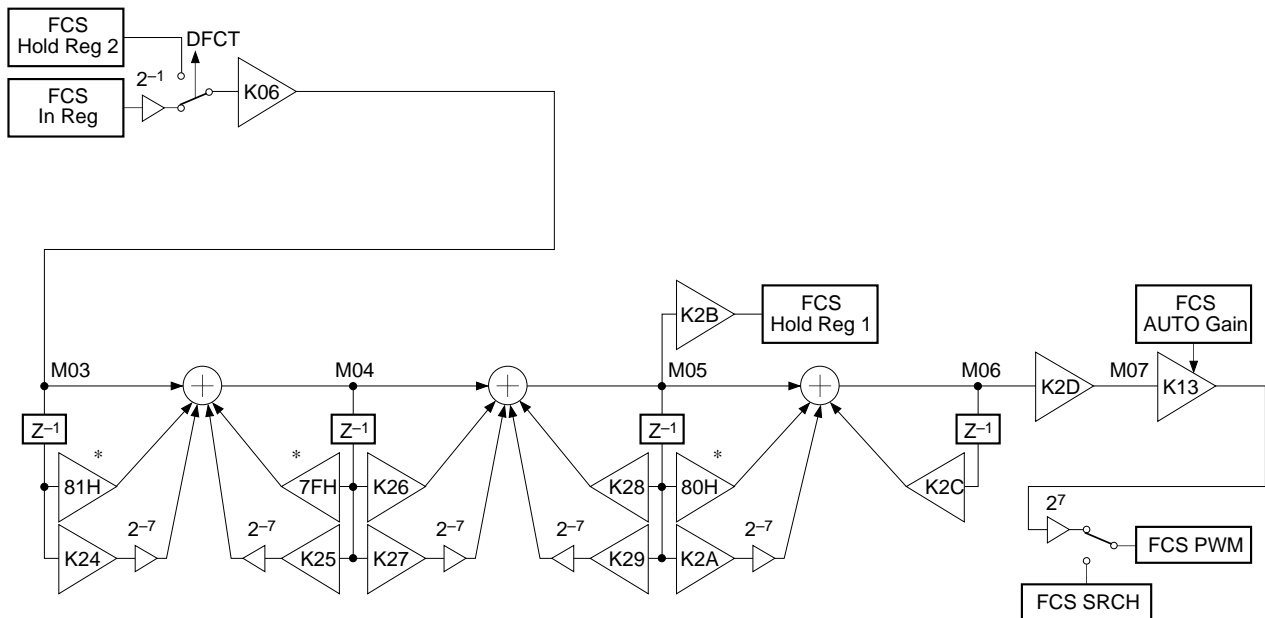 FCS
Hold Reg 2
DFCT
2–1
K06
FCS
In Reg
K2B
FCS
Hold Reg 1
FCS
AUTO Gain
M03
M04
M05
M06
M07
K2D
K13
Z–1
Z–1
Z–1
Z–1
*
*
*
81H
7FH
K26
K28
80H
K2C
2–7
2–7
2–7
2–7
2–7
K24
K25
K27
K29
K2A
27
FCS PWM
FCS SRCH